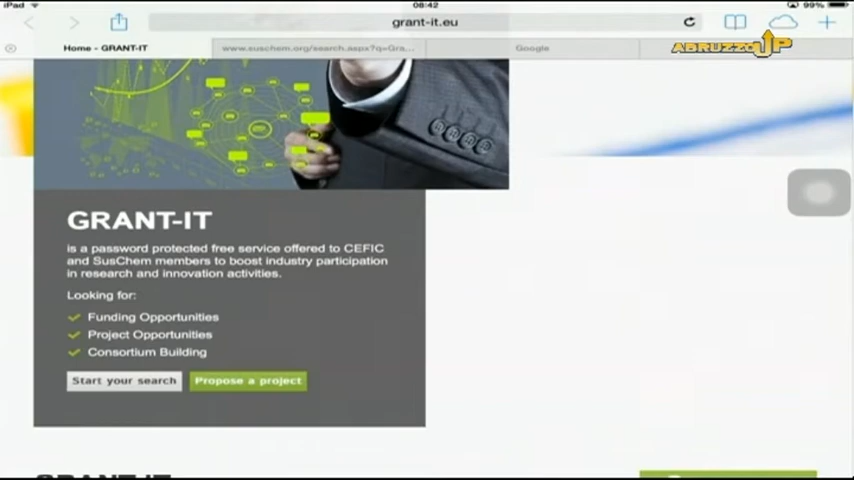 iPad 08:42 99%
grant-it.eu
Home - GRANT-IT www.suschem.org/search.aspx?q=Gra... Google
ABRUZZO UP
GRANT-IT
is a password protected free service offered to CEFIC
and SusChem members to boost industry participation
in research and innovation activities.
Looking for:
Funding Opportunities
Project Opportunities
Consortium Building
Start your search Propose a project
GRANT-IT